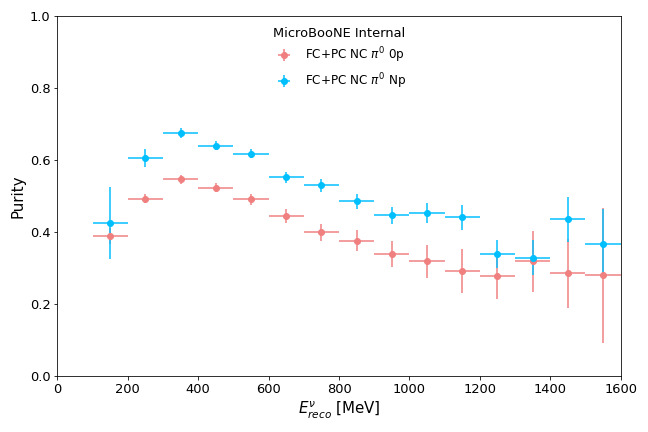 MicroBooNE Internal
FC+PC NC π⁰ 0p
FC+PC NC π⁰ Np
Purity
1.0
0.8
0.6
0.4
0.2
0.0
0 200 400 600 800 1000 1200 1400 1600
E^ν_reco [MeV]